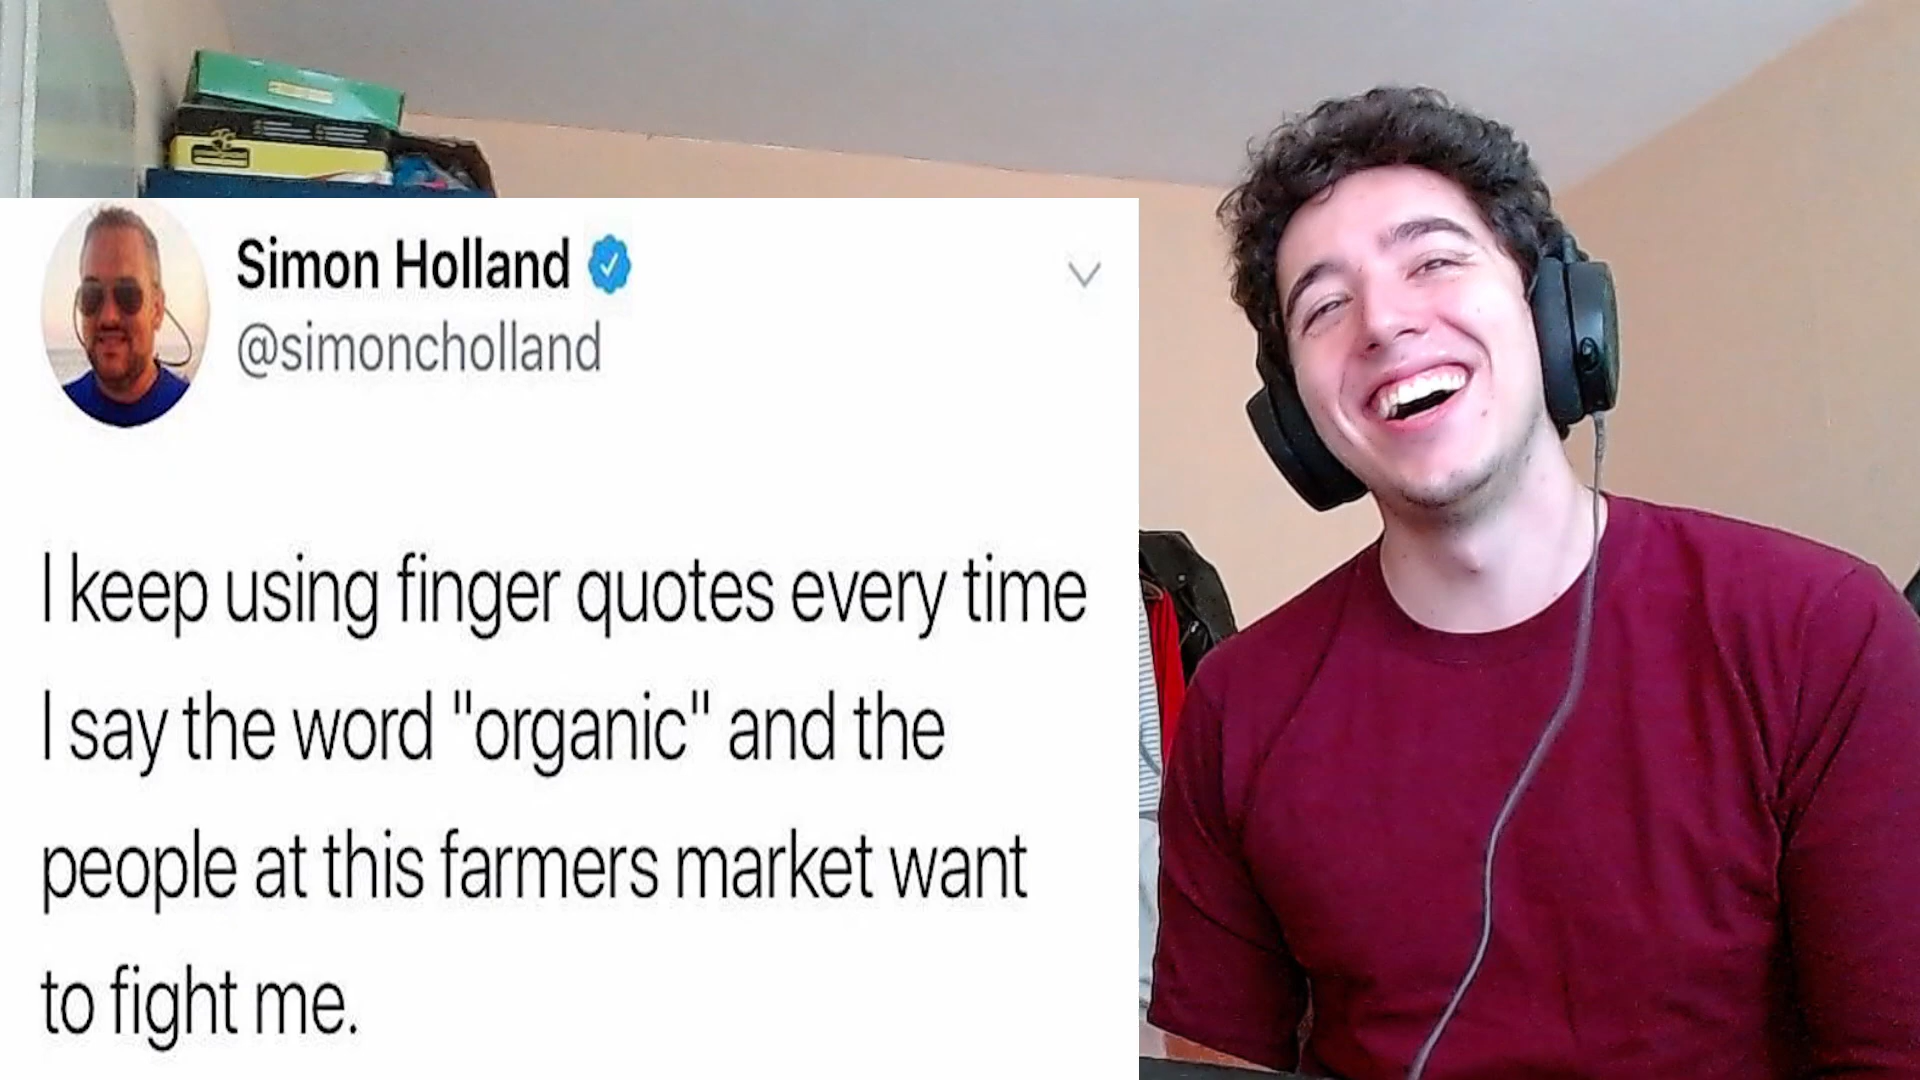 Simon Holland
@simoncholland
I keep using finger quotes every time
I say the word "organic" and the
people at this farmers market want
to fight me.